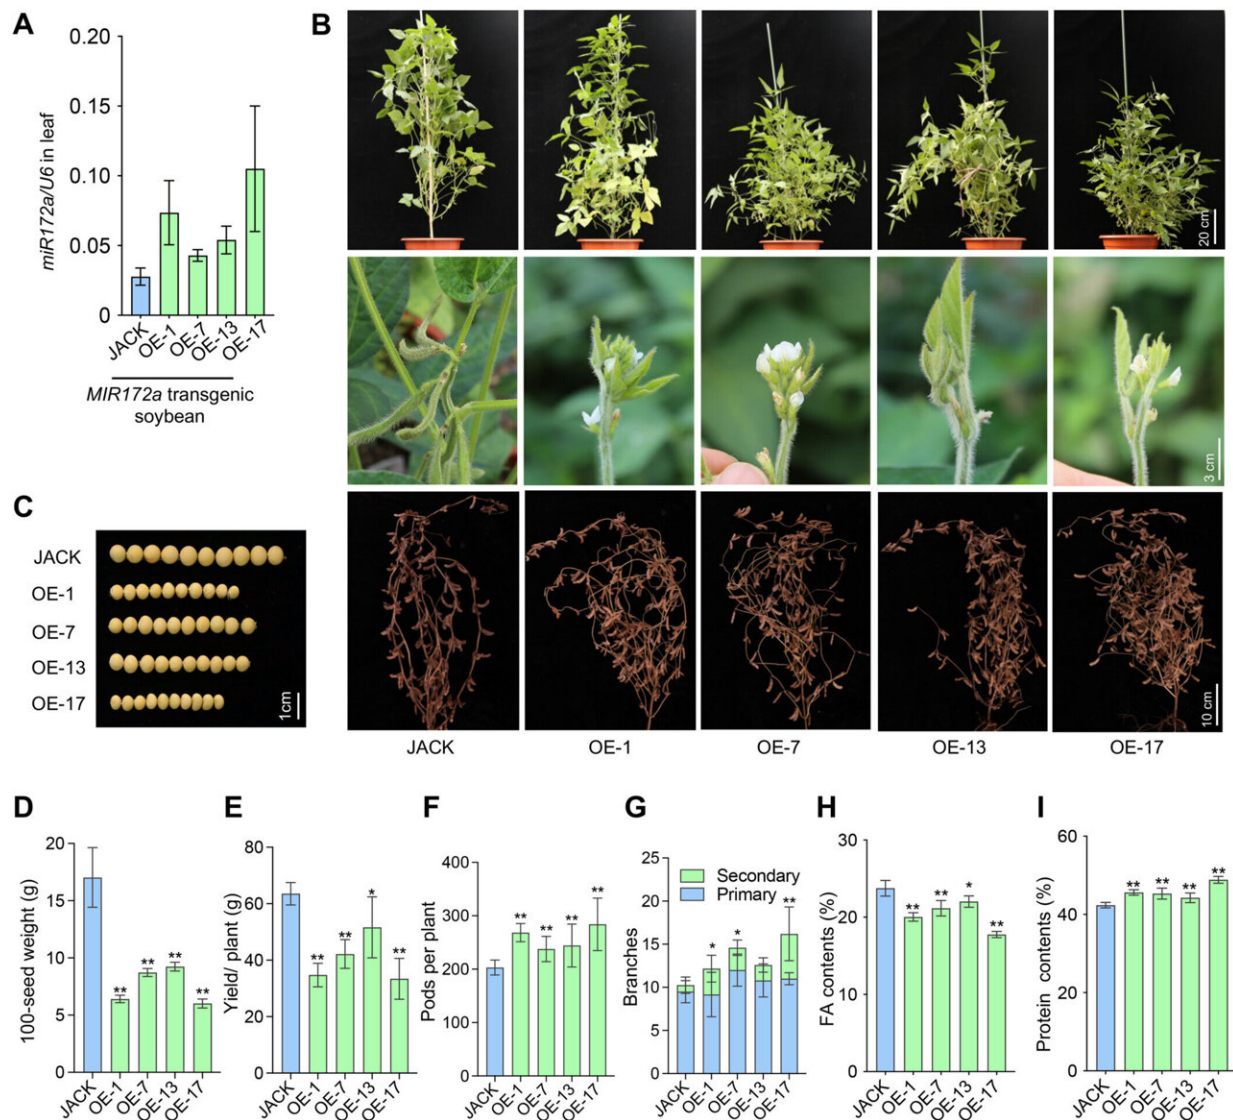 A
0.20
0.15
0.10
0.05
0
miR172a/U6 in leaf
JACK
OE-1
OE-7
OE-13
OE-17
MIR172a transgenic
soybean
B
20 cm
3 cm
10 cm
JACK
OE-1
OE-7
OE-13
OE-17
C
JACK
OE-1
OE-7
OE-13
OE-17
1cm
D
20
15
10
5
0
100-seed weight (g)
**
**
**
**
JACK
OE-1
OE-7
OE-13
OE-17
E
80
60
40
20
0
Yield/ plant (g)
**
**
*
**
JACK
OE-1
OE-7
OE-13
OE-17
F
400
300
200
100
0
Pods per plant
**
**
**
**
JACK
OE-1
OE-7
OE-13
OE-17
G
25
20
15
10
5
0
Branches
Secondary
Primary
*
*
**
JACK
OE-1
OE-7
OE-13
OE-17
H
30
20
10
0
FA contents (%)
**
**
*
**
JACK
OE-1
OE-7
OE-13
OE-17
I
60
40
20
0
Protein contents (%)
**
**
**
**
JACK
OE-1
OE-7
OE-13
OE-17